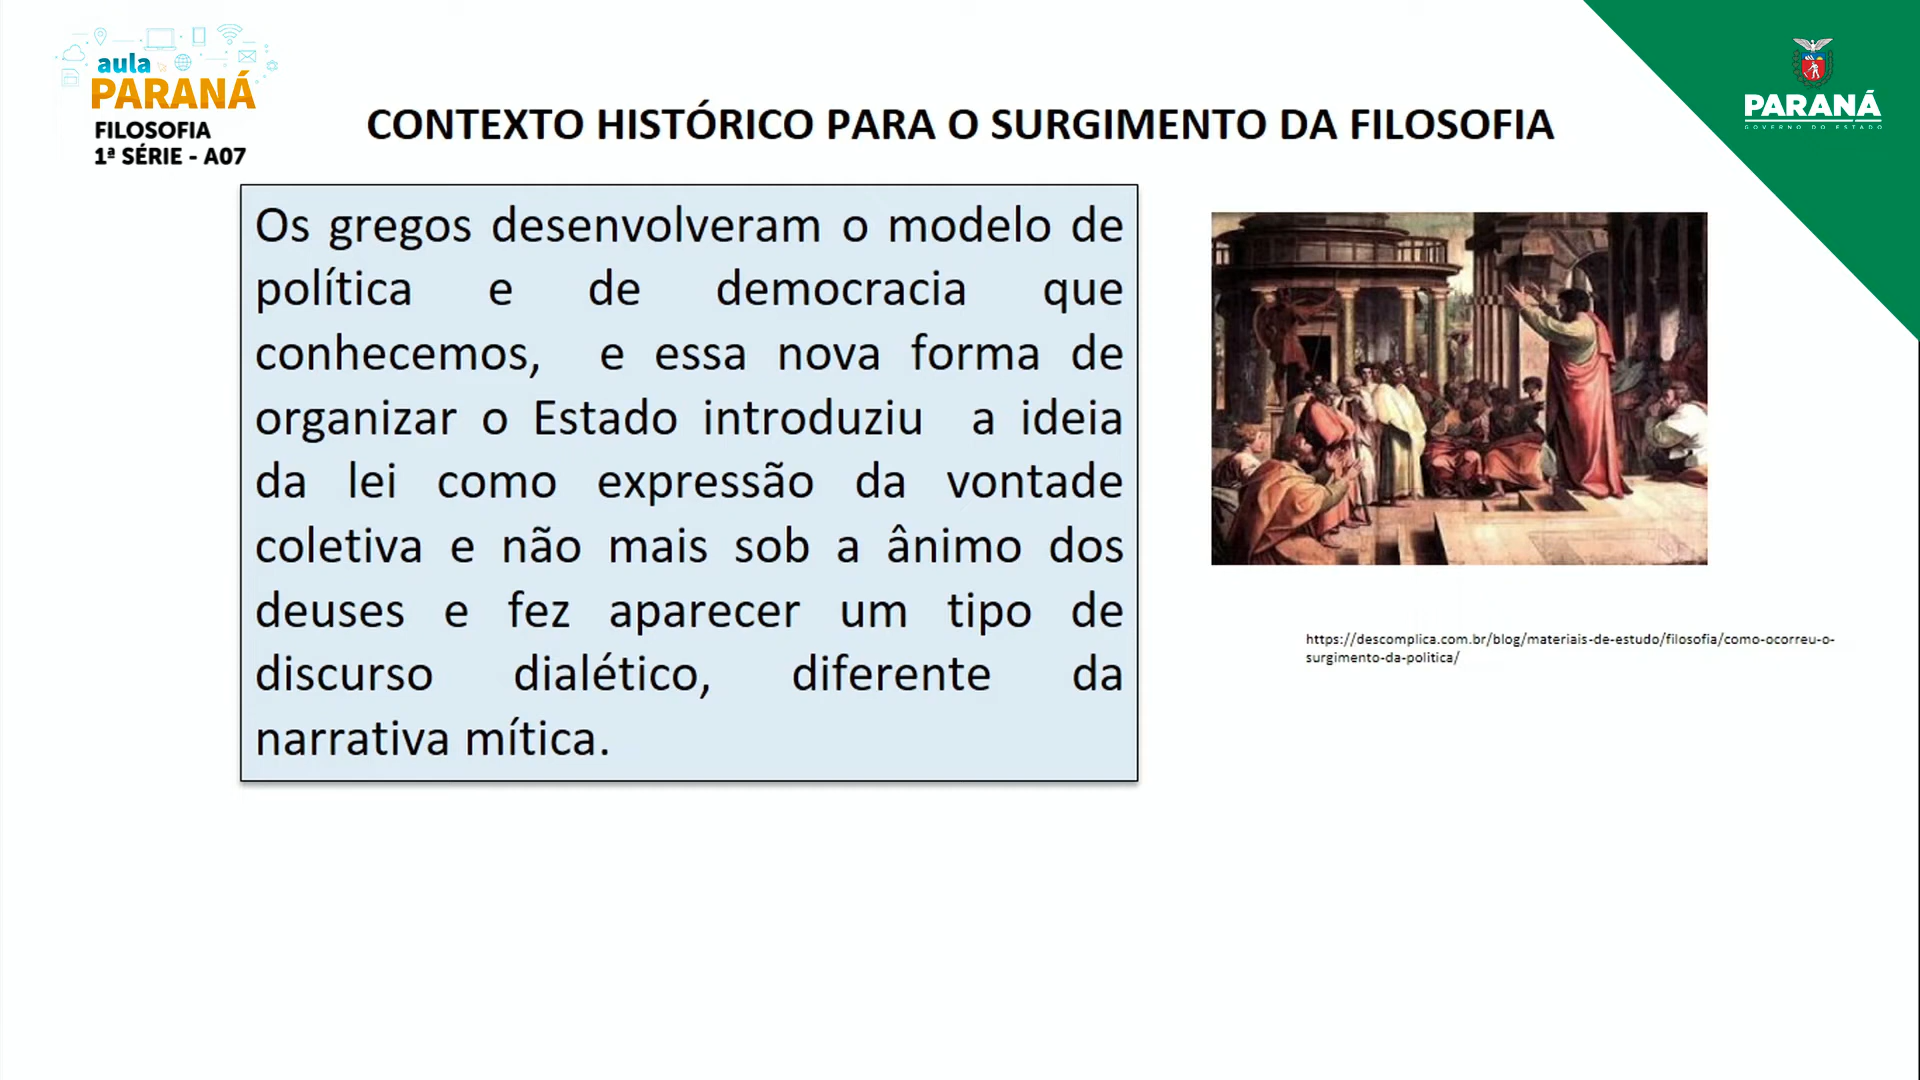 aula
PARANÁ
FILOSOFIA
1ª SÉRIE - A07
CONTEXTO HISTÓRICO PARA O SURGIMENTO DA FILOSOFIA
PARANÁ
GOVERNO DO ESTADO
Os gregos desenvolveram o modelo de
política e de democracia que
conhecemos, e essa nova forma de
organizar o Estado introduziu a ideia
da lei como expressão da vontade
coletiva e não mais sob a ânimo dos
deuses e fez aparecer um tipo de
discurso dialético, diferente da
narrativa mítica.
https://descomplica.com.br/blog/materiais-de-estudo/filosofia/como-ocorreu-o-
surgimento-da-politica/